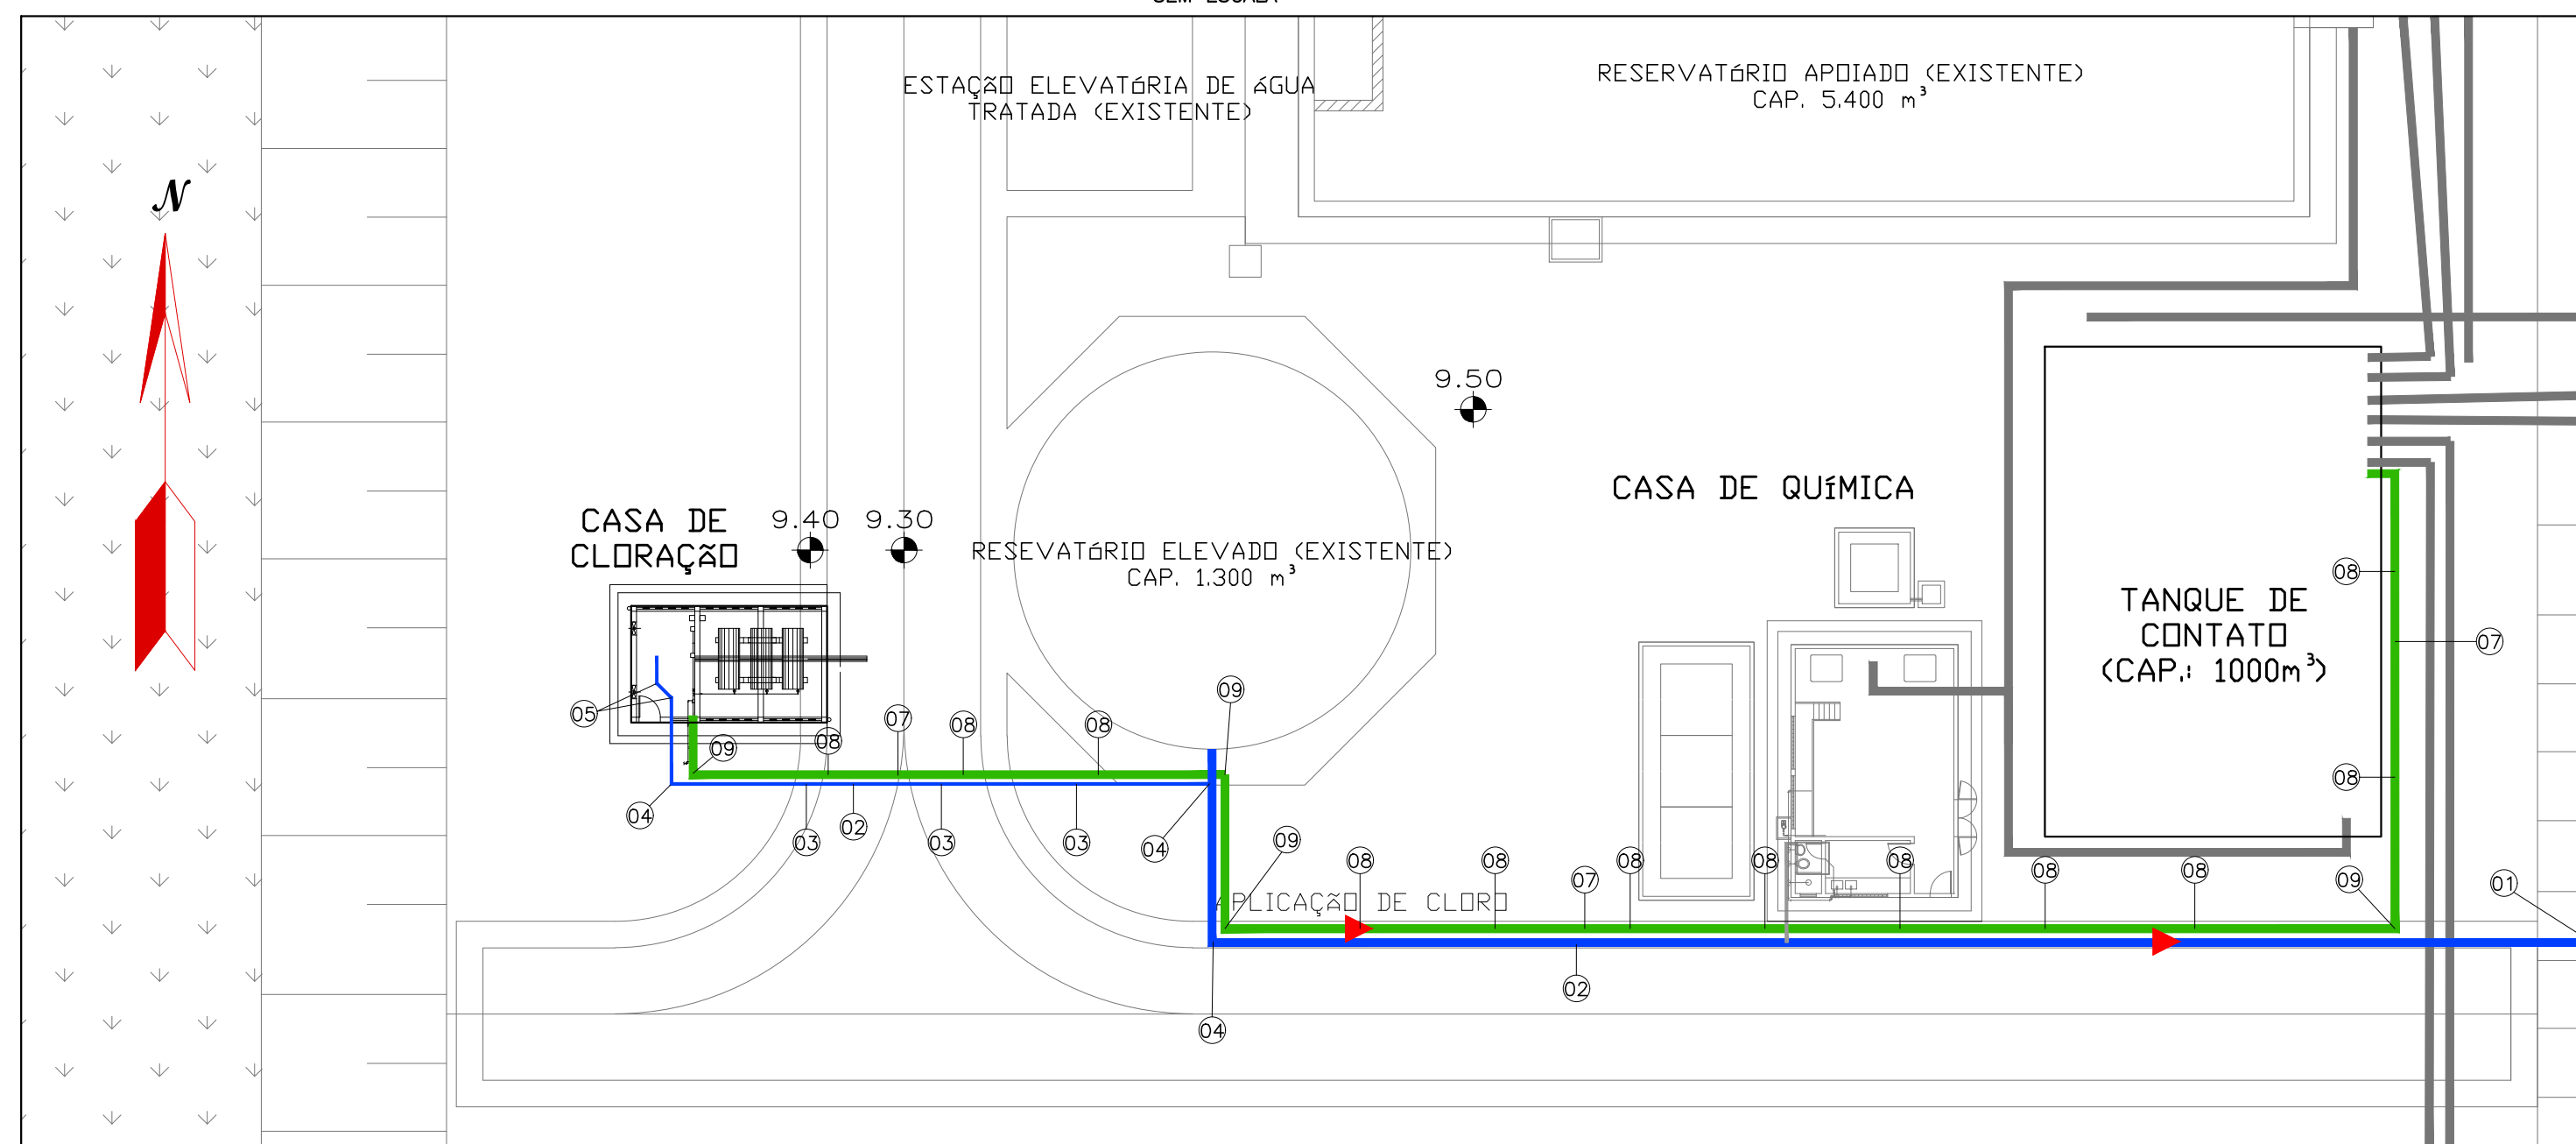 ESTAÇÃO ELEVATÓRIA DE ÁGUA
TRATADA (EXISTENTE)
RESERVATÓRIO APOIADO (EXISTENTE)
CAP. 5.400 m³
N
9.50
CASA DE QUÍMICA
CASA DE
CLORAÇÃO
9.40
9.30
RESEVATÓRIO ELEVADO (EXISTENTE)
CAP. 1.300 m³
08
TANQUE DE
CONTATO
(CAP.: 1000m³)
07
08
05
09
09
08
07
08
08
04
03
02
03
03
04
09
08
08
07
08
08
08
08
08
09
01
APLICAÇÃO DE CLORO
02
04